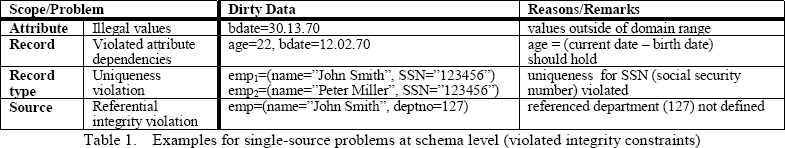 Scope/Problem Dirty Data Reasons/Remarks
Attribute Illegal values bdate=30.13.70 values outside of domain range
Record Violated attribute age=22, bdate=12.02.70 age = (current date – birth date)
dependencies should hold
Record Uniqueness emp₁=(name=”John Smith”, SSN=”123456”) uniqueness for SSN (social security
type violation emp₂=(name=”Peter Miller”, SSN=”123456”) number) violated
Source Referential emp=(name=”John Smith”, deptno=127) referenced department (127) not defined
integrity violation
Table 1. Examples for single-source problems at schema level (violated integrity constraints)